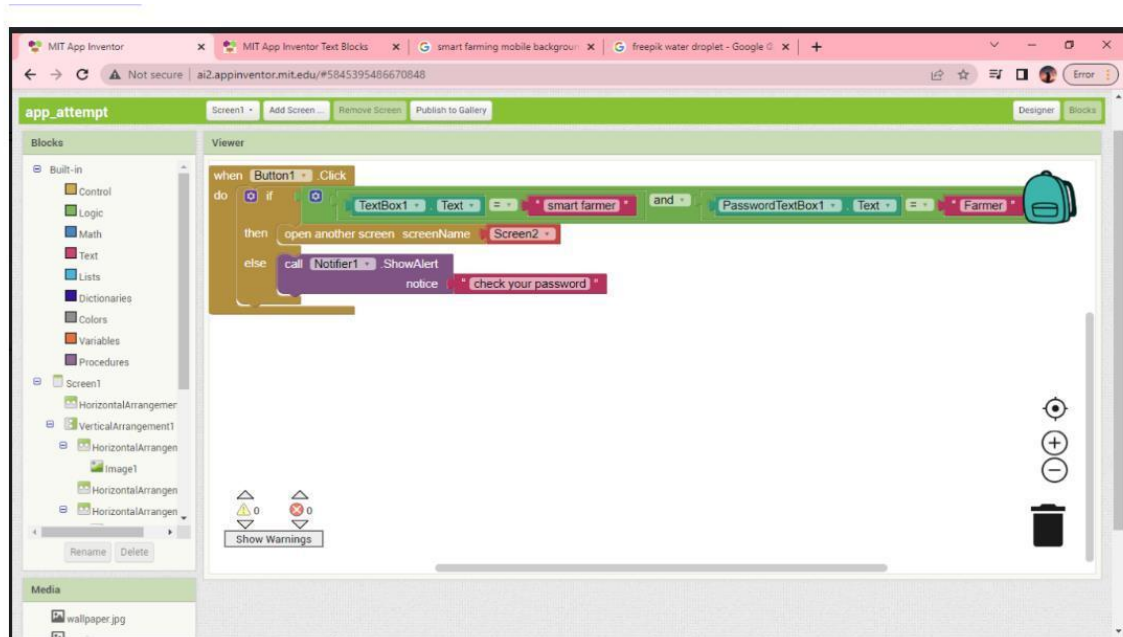 MIT App Inventor
MIT App Inventor Text Blocks
smart farming mobile backgroun
freepik water droplet - Google
Not secure | ai2.appinventor.mit.edu/#5845395486670848
Error
app_attempt
Screen1
Add Screen ...
Remove Screen
Publish to Gallery
Designer
Blocks
Blocks
Viewer
Built-in
Control
Logic
Math
Text
Lists
Dictionaries
Colors
Variables
Procedures
Screen1
HorizontalArrangemer
VerticalArrangement1
HorizontalArrangen
Image1
HorizontalArrangen
HorizontalArrangen
Rename
Delete
when Button1 .Click
do if TextBox1 . Text = " smart farmer " and PasswordTextBox1 . Text = " Farmer "
then open another screen screenName Screen2
else call Notifier1 .ShowAlert
notice " check your password "
0 0
Show Warnings
Media
wallpaper.jpg